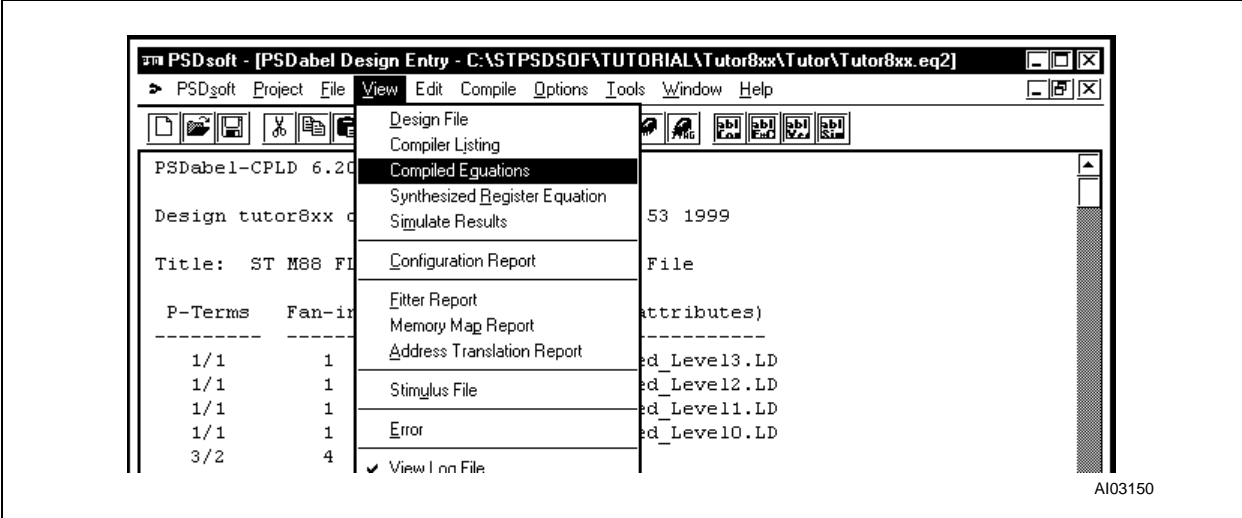 PSDsoft - [PSDabel Design Entry - C:\STPSDSOF\TUTORIAL\Tutor8xx\Tutor\Tutor8xx.eq2]
PSDsoft Project File View Edit Compile Options Tools Window Help
Design File
Compiler Listing
PSDabel-CPLD 6.20
Compiled Equations
Synthesized Register Equation
Design tutor8xx
Simulate Results
53 1999
Configuration Report
Title: ST M88
File
Fitter Report
P-Terms
Memory Map Report
--------- ------
Address Translation Report
1/1 1 ed_Level3.LD
1/1 1 ed_Level2.LD
Stimulus File
1/1 1 ed_Level1.LD
1/1 1 ed_Level0.LD
Error
3/2 4
View Log File
AI03150